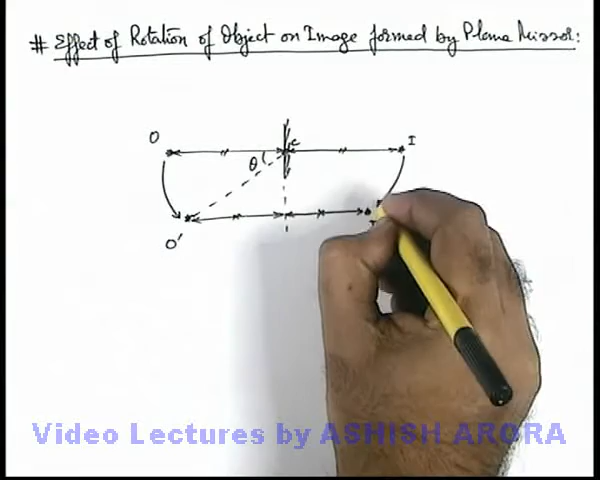 # Effect of Rotation of Object on Image formed by Plane Mirror:
O C I
θ
O'
Video Lectures by ASHISH ARORA